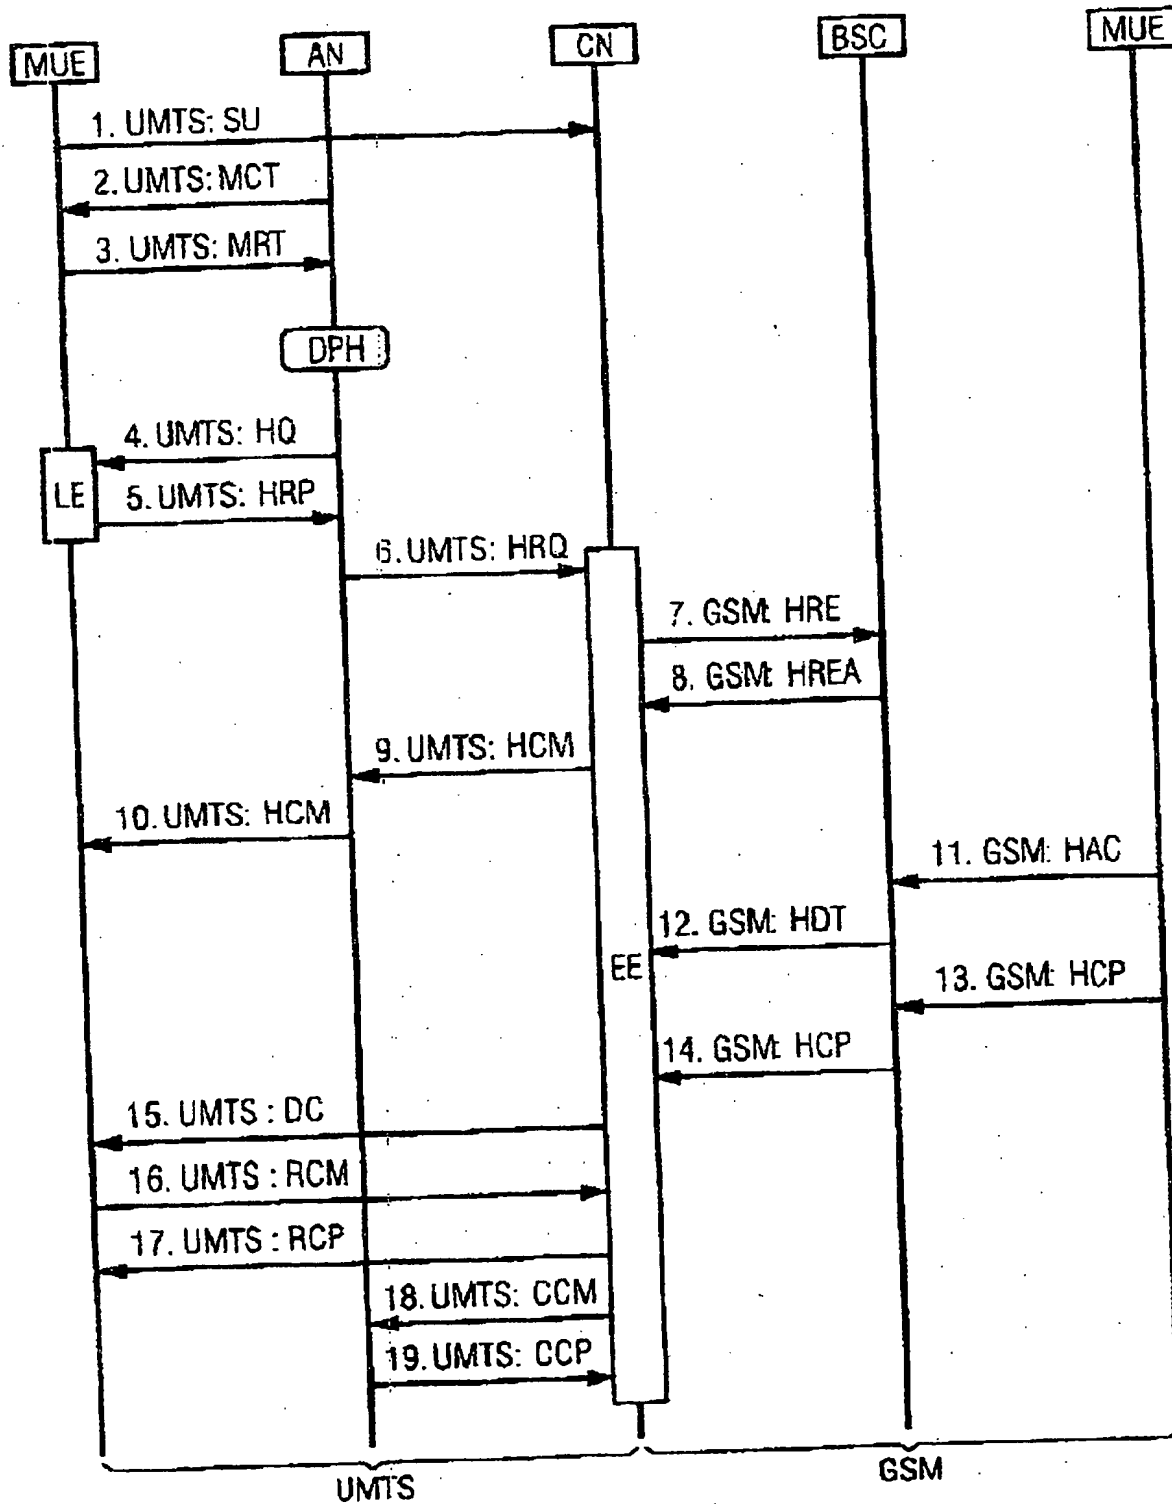 MUE
AN
CN
BSC
MUE
1. UMTS: SU
2. UMTS: MCT
3. UMTS: MRT
DPH
4. UMTS: HQ
LE
5. UMTS: HRP
6. UMTS: HRQ
7. GSM: HRE
8. GSM: HREA
9. UMTS: HCM
10. UMTS: HCM
11. GSM: HAC
12. GSM: HDT
EE
13. GSM: HCP
14. GSM: HCP
15. UMTS : DC
16. UMTS : RCM
17. UMTS : RCP
18. UMTS: CCM
19. UMTS: CCP
UMTS
GSM